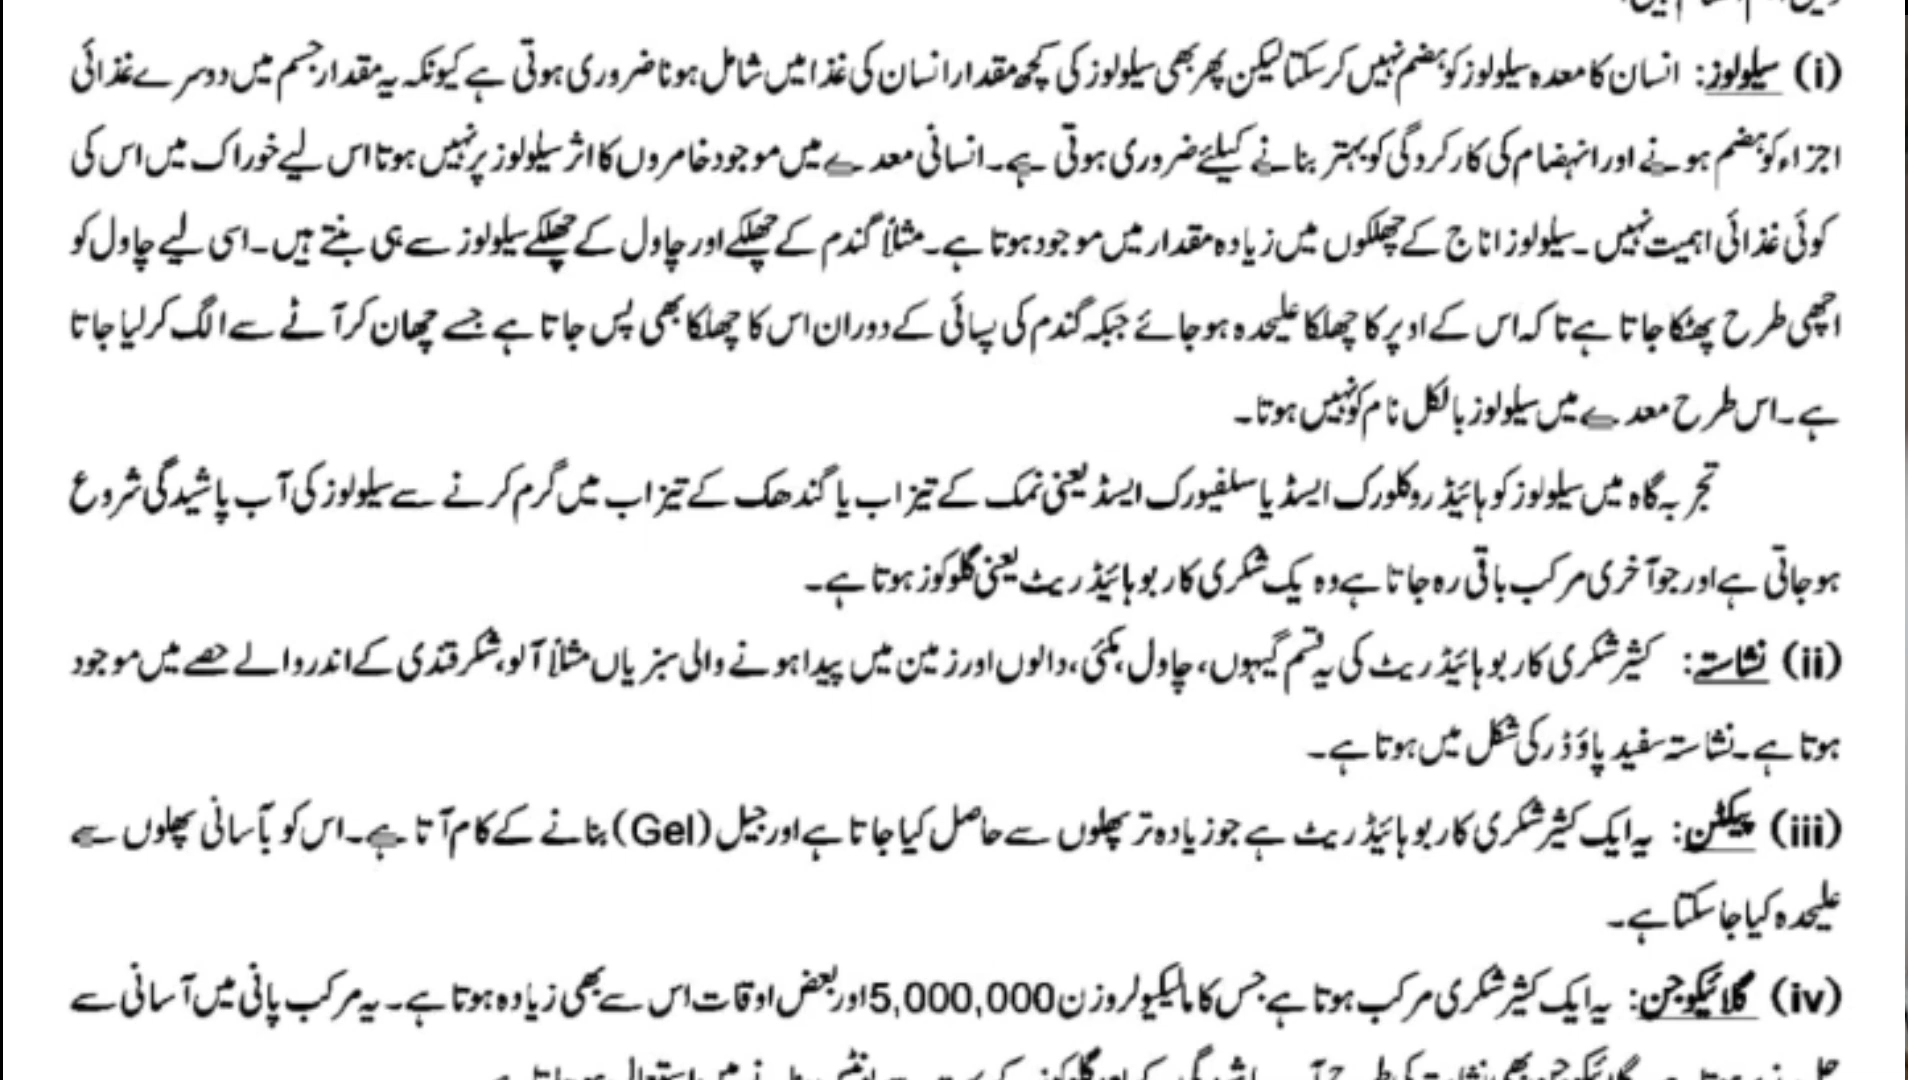 (i) سیلولوز: انسان کا معدہ سیلولوز کو ہضم نہیں کر سکتا لیکن پھر بھی سیلولوز کی کچھ مقدار انسان کی غذا میں شامل ہونا ضروری ہوتی ہے کیونکہ یہ مقدار جسم میں دوسرے غذائی
اجزاء کو ہضم ہونے اور انہضام کی کارکردگی کو بہتر بنانے کیلئے ضروری ہوتی ہے۔ انسانی معدے میں موجود خامروں کا اثر سیلولوز پر نہیں ہوتا اس لیے خوراک میں اس کی
کوئی غذائی اہمیت نہیں۔ سیلولوز اناج کے چھلکوں میں زیادہ مقدار میں موجود ہوتا ہے۔ مثلاً گندم کے چھلکے اور چاول کے چھلکے سیلولوز سے ہی بنتے ہیں۔ اسی لیے چاول کو
اچھی طرح پھٹکا جاتا ہے تا کہ اس کے اوپر کا چھلکا علیحدہ ہو جائے جبکہ گندم کی پسائی کے دوران اس کا چھلکا بھی پس جاتا ہے جسے چھان کر آٹے سے الگ کر لیا جاتا
ہے۔ اس طرح معدے میں سیلولوز بالکل نام کو نہیں ہوتا۔
تجربہ گاہ میں سیلولوز کو ہائیڈروکلورک ایسڈ یا سلفیورک ایسڈ یعنی نمک کے تیزاب یا گندھک کے تیزاب میں گرم کرنے سے سیلولوز کی آب پاشیدگی شروع
ہو جاتی ہے اور جو آخری مرکب باقی رہ جاتا ہے وہ یک شکری کاربوہائیڈریٹ یعنی گلوکوز ہوتا ہے۔
(ii) نشاستہ: کثیر شکری کاربوہائیڈریٹ کی یہ قسم گیہوں، چاول، مکئی، دالوں اور زمین میں پیدا ہونے والی سبزیاں مثلاً آلو، شکر قندی کے اندر والے حصے میں موجود
ہوتا ہے۔ نشاستہ سفید پاؤڈر کی شکل میں ہوتا ہے۔
(iii) پیکٹن: یہ ایک کثیر شکری کاربوہائیڈریٹ ہے جو زیادہ تر پھلوں سے حاصل کیا جاتا ہے اور جیل (Gel) بنانے کے کام آتا ہے۔ اس کو بآسانی پھلوں سے
علیحدہ کیا جا سکتا ہے۔
(iv) گلائیکوجن: یہ ایک کثیر شکری مرکب ہوتا ہے جس کا مالیکیولر وزن 5,000,000 اور بعض اوقات اس سے بھی زیادہ ہوتا ہے۔ یہ مرکب پانی میں آسانی سے